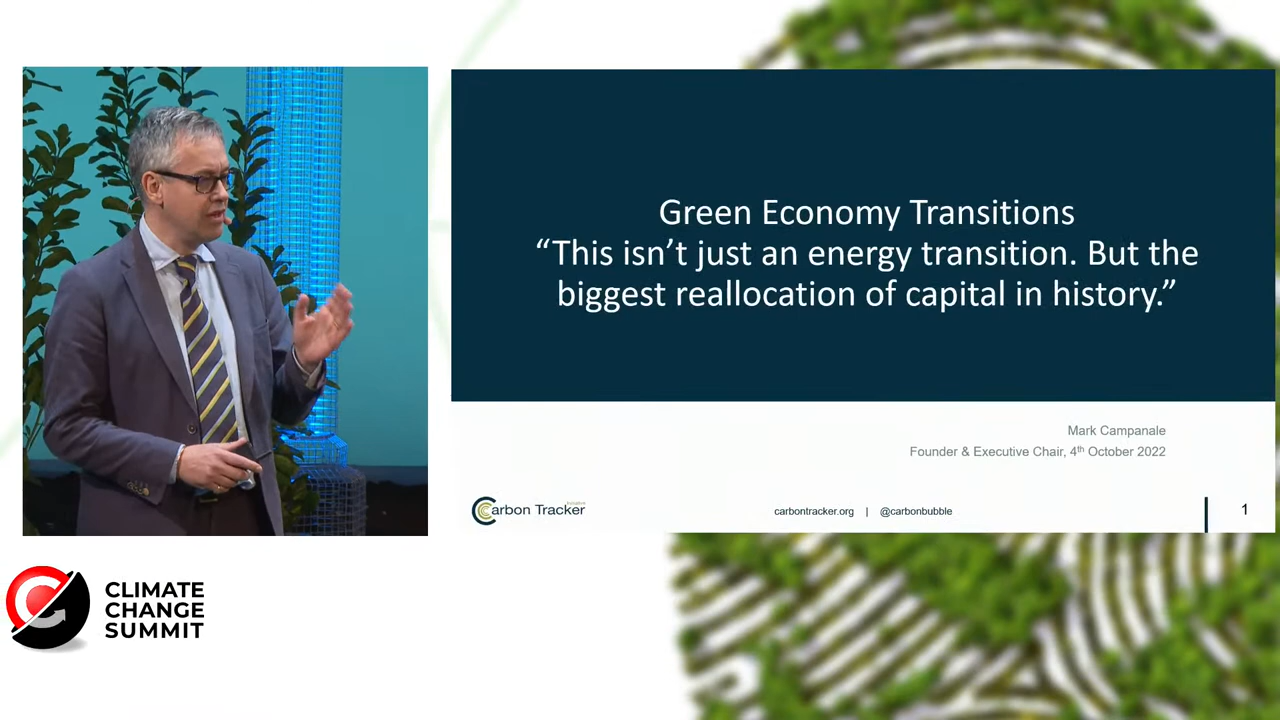 Green Economy Transitions
“This isn’t just an energy transition. But the
biggest reallocation of capital in history.”
Mark Campanale
Founder & Executive Chair, 4th October 2022
Carbon Tracker
Initiative
carbontracker.org | @carbonbubble
1
CLIMATE
CHANGE
SUMMIT